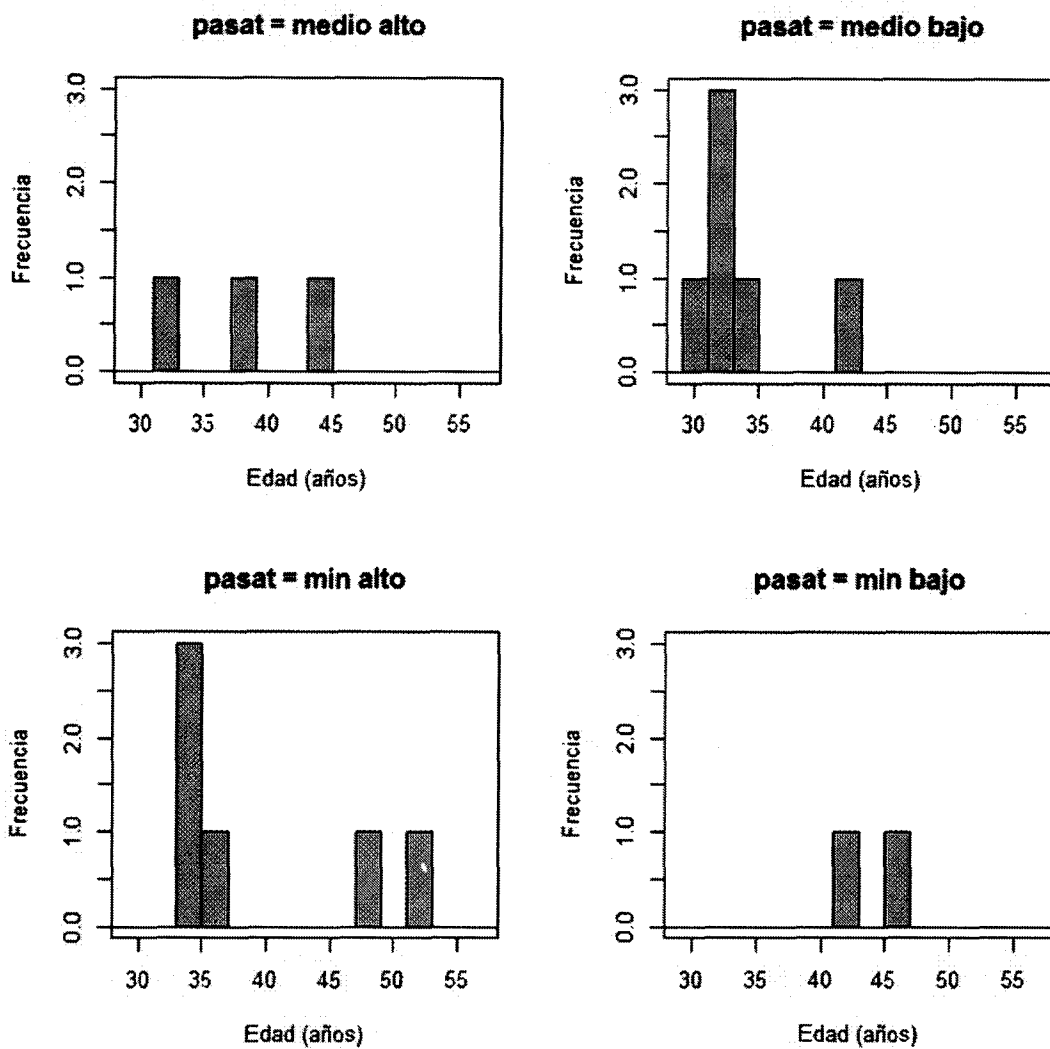 pasat = medio alto
3.0
2.0
1.0
0.0
Frecuencia
30 35 40 45 50 55
Edad (años)
pasat = medio bajo
3.0
2.0
1.0
0.0
Frecuencia
30 35 40 45 50 55
Edad (años)
pasat = min alto
3.0
2.0
1.0
0.0
Frecuencia
30 35 40 45 50 55
Edad (años)
pasat = min bajo
3.0
2.0
1.0
0.0
Frecuencia
30 35 40 45 50 55
Edad (años)